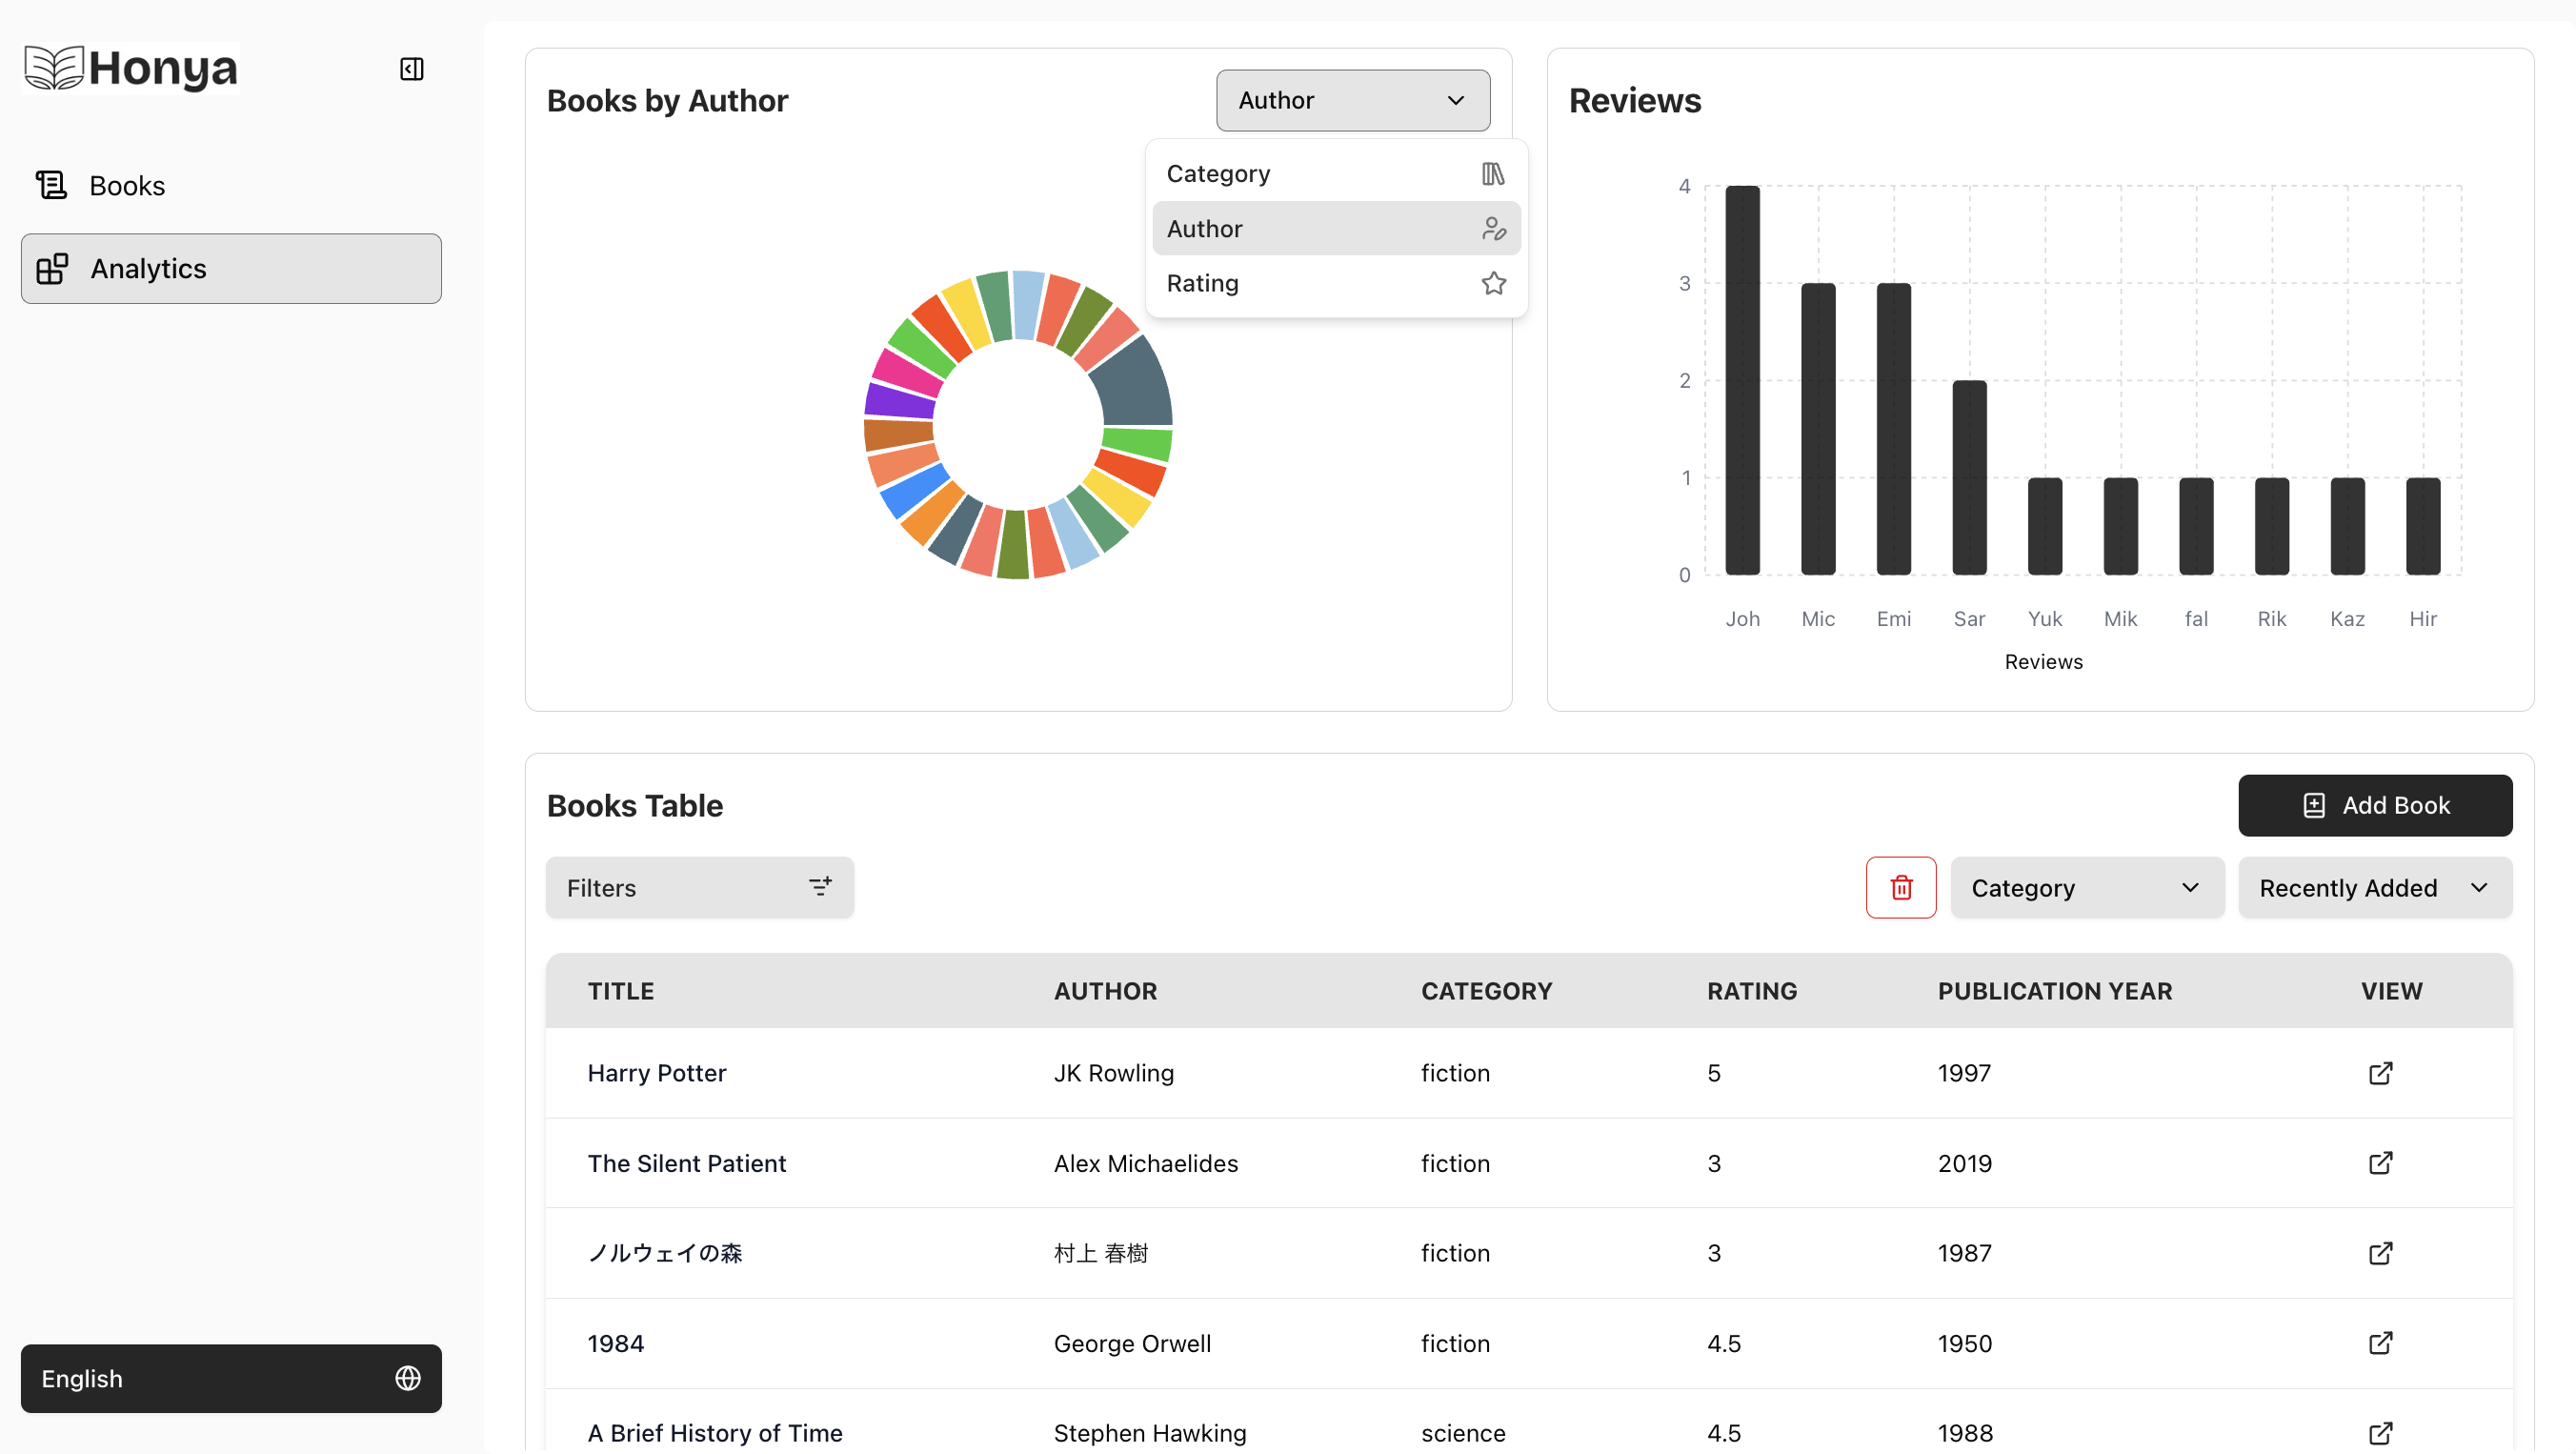 Honya
Books
Analytics
English
Books by Author
Author
Category
Author
Rating
Reviews
4
3
2
1
0
Joh Mic Emi Sar Yuk Mik fal Rik Kaz Hir
Reviews
Books Table
Add Book
Filters
Category
Recently Added
TITLE AUTHOR CATEGORY RATING PUBLICATION YEAR VIEW
Harry Potter JK Rowling fiction 5 1997
The Silent Patient Alex Michaelides fiction 3 2019
ノルウェイの森 村上 春樹 fiction 3 1987
1984 George Orwell fiction 4.5 1950
A Brief History of Time Stephen Hawking science 4.5 1988